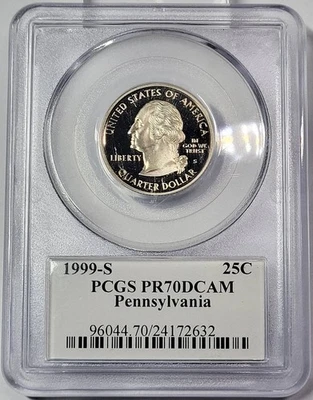 UNITED STATES OF AMERICA
LIBERTY
IN
GOD WE
TRUST
S
QUARTER DOLLAR
1999-S 25C
PCGS PR70DCAM
Pennsylvania
96044.70/24172632